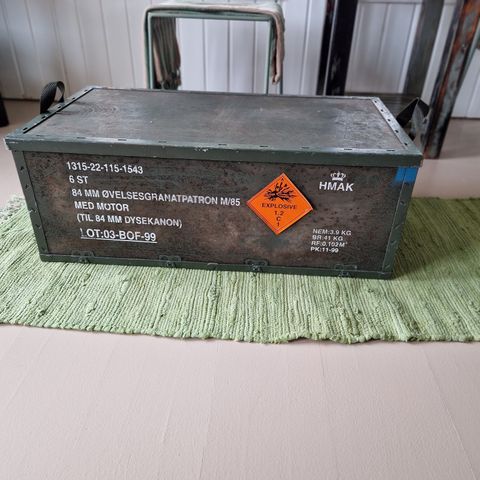 1315-22-115-1543
6 ST
84 MM ØVELSESGRANATPATRON M/85
MED MOTOR
(TIL 84 MM DYSEKANON)
LOT:03-BOF-99
EXPLOSIVE
1.2
C
1
HMAK
NEM:3.9 KG
BR:41 KG
RF:0.102M³
PK:11-99